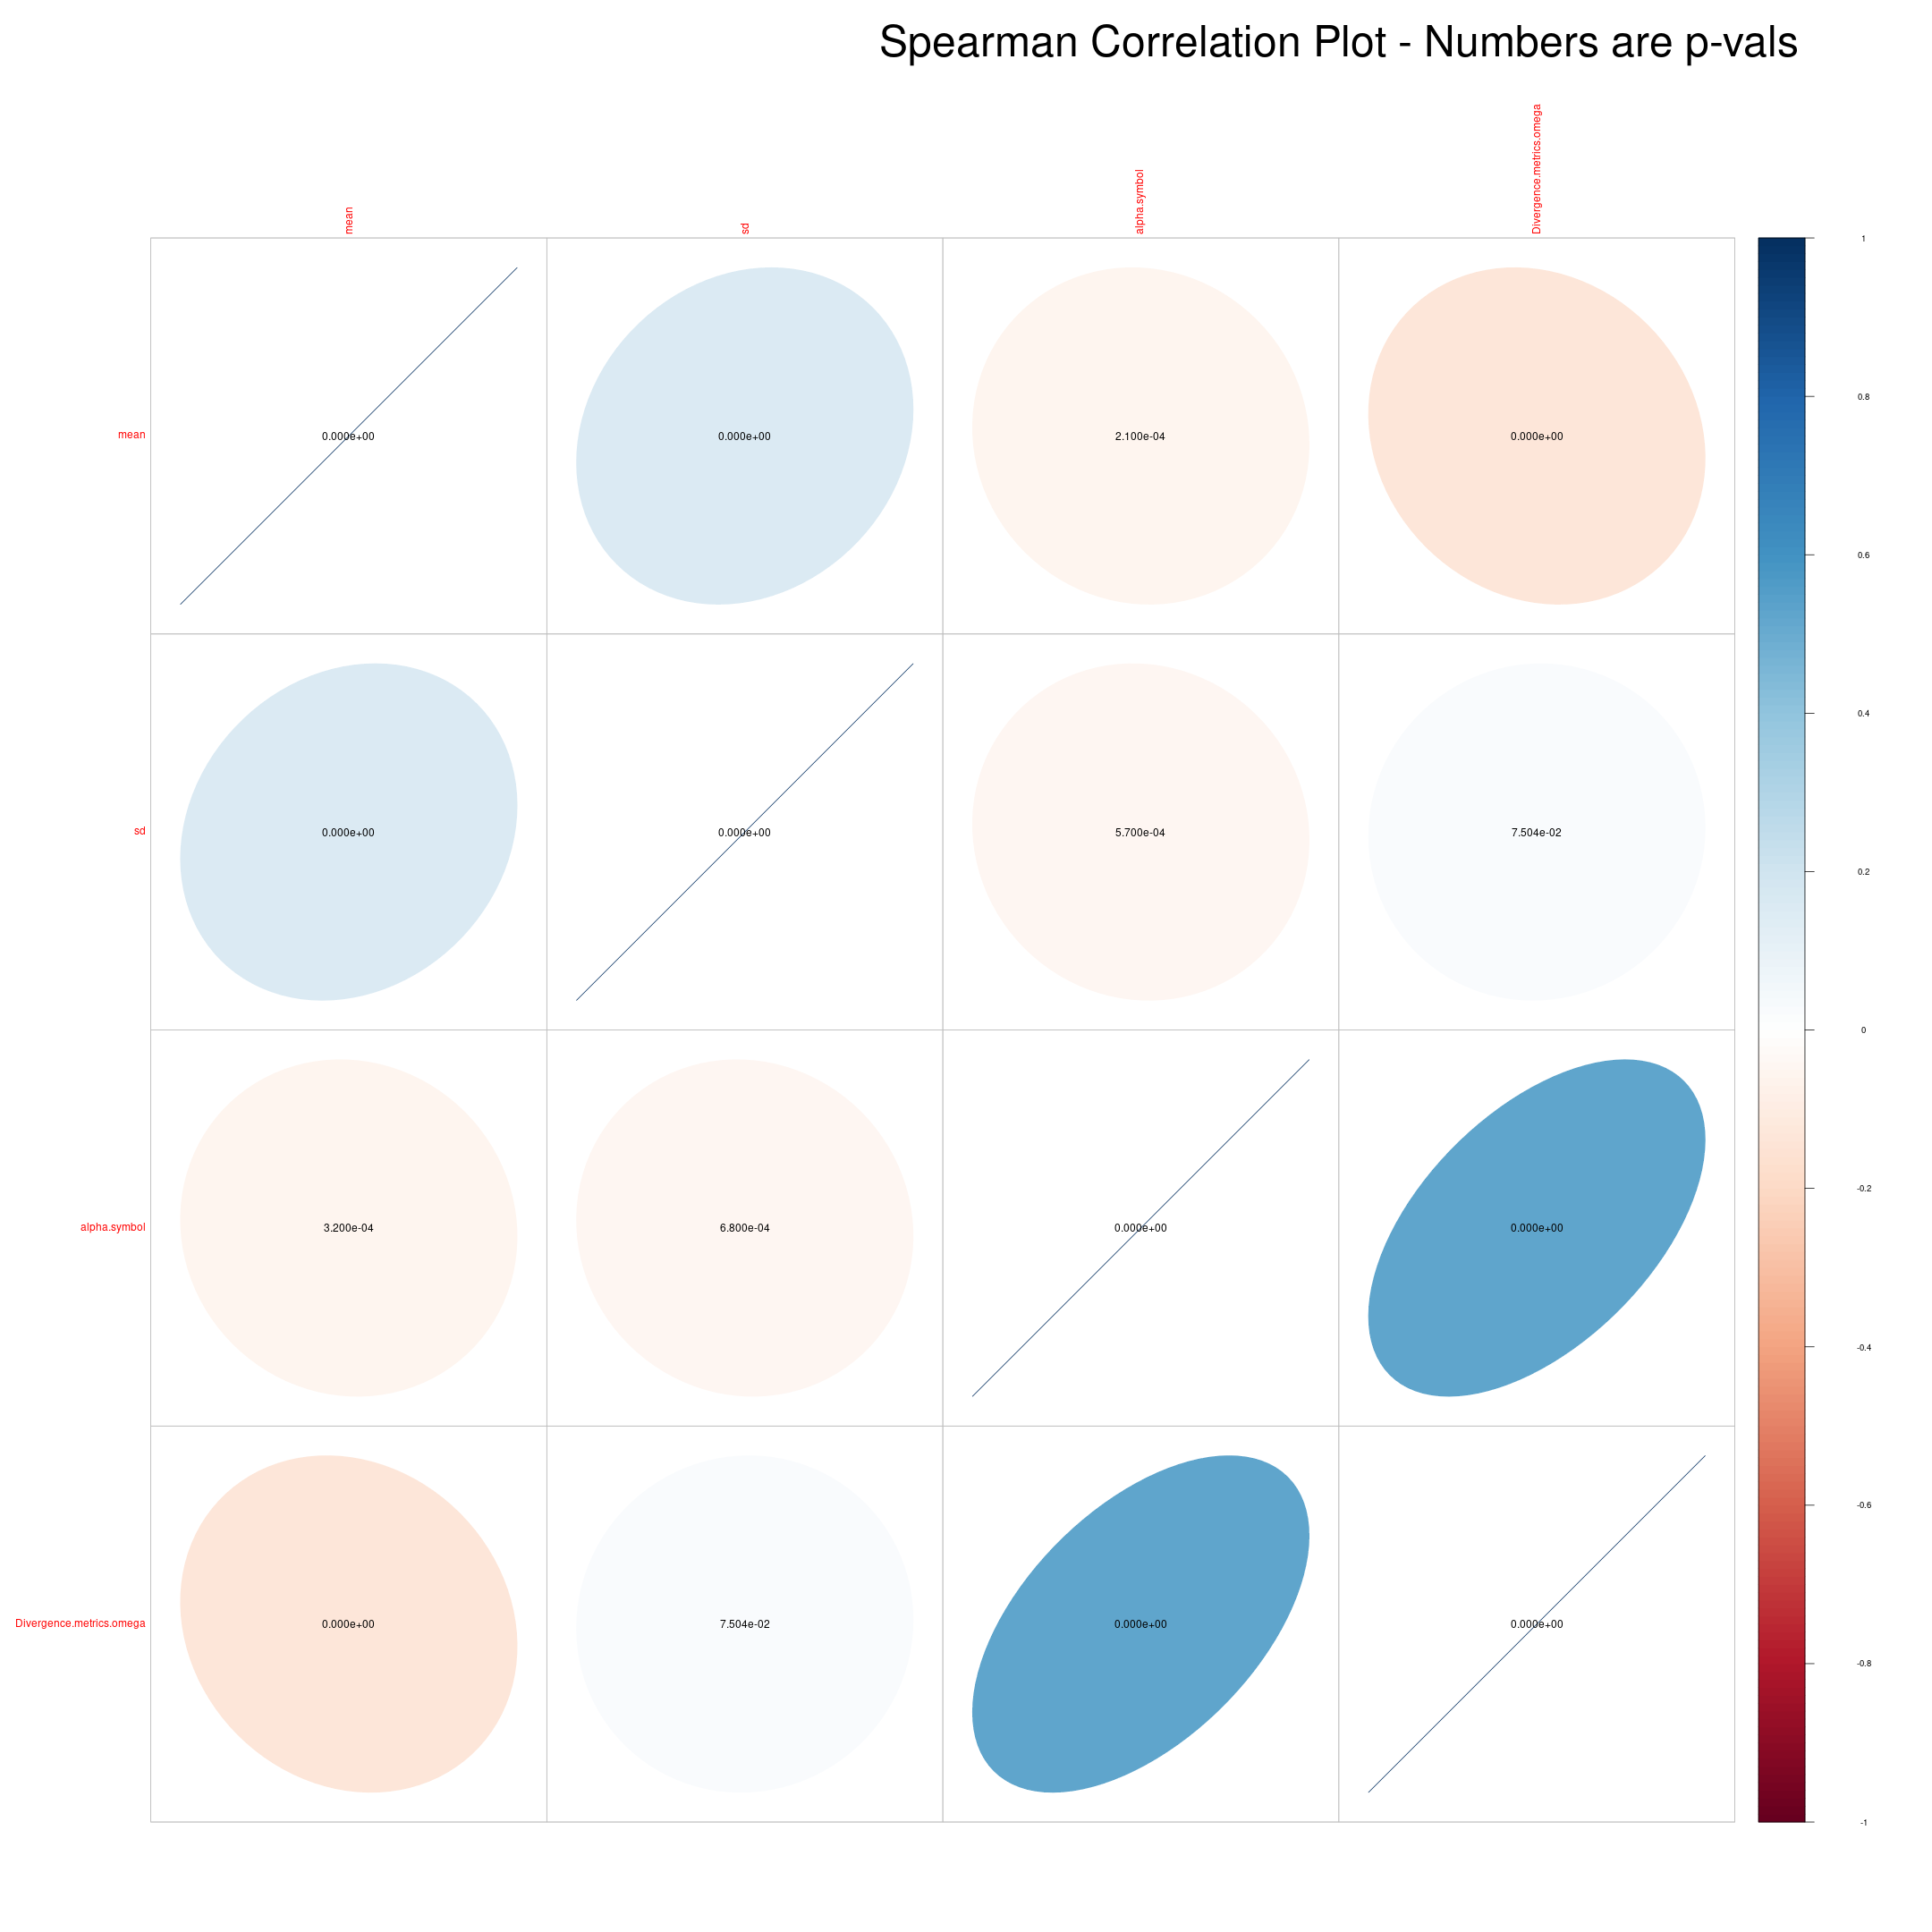 Spearman Correlation Plot - Numbers are p-vals
mean
sd
alpha.symbol
Divergence.metrics.omega
mean
0.000e+00
0.000e+00
2.100e-04
0.000e+00
sd
0.000e+00
0.000e+00
5.700e-04
7.504e-02
alpha.symbol
3.200e-04
6.800e-04
0.000e+00
0.000e+00
Divergence.metrics.omega
0.000e+00
7.504e-02
0.000e+00
0.000e+00
1
0.8
0.6
0.4
0.2
0
-0.2
-0.4
-0.6
-0.8
-1